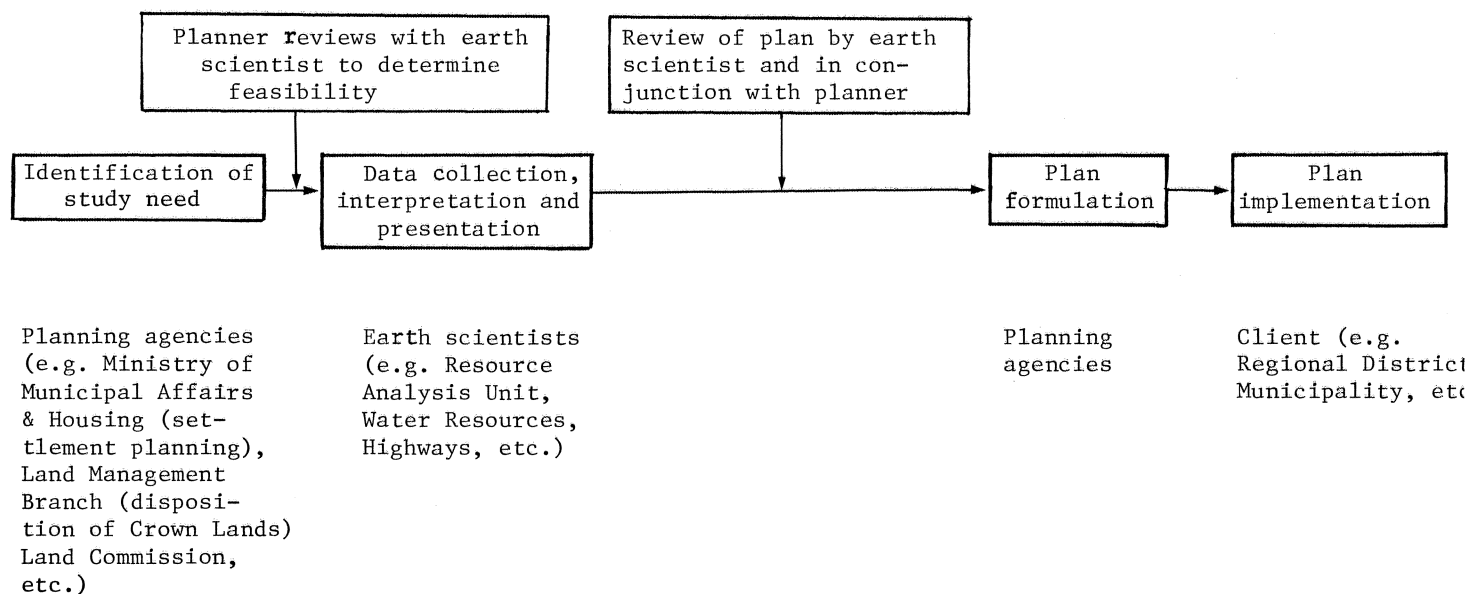 Planner reviews with earth
scientist to determine
feasibility
Review of plan by earth
scientist and in con-
junction with planner
Identification of
study need
Data collection,
interpretation and
presentation
Plan
formulation
Plan
implementation
Planning agencies
(e.g. Ministry of
Municipal Affairs
& Housing (set-
tlement planning),
Land Management
Branch (disposi-
tion of Crown Lands)
Land Commission,
etc.)
Earth scientists
(e.g. Resource
Analysis Unit,
Water Resources,
Highways, etc.)
Planning
agencies
Client (e.g.
Regional District
Municipality, etc